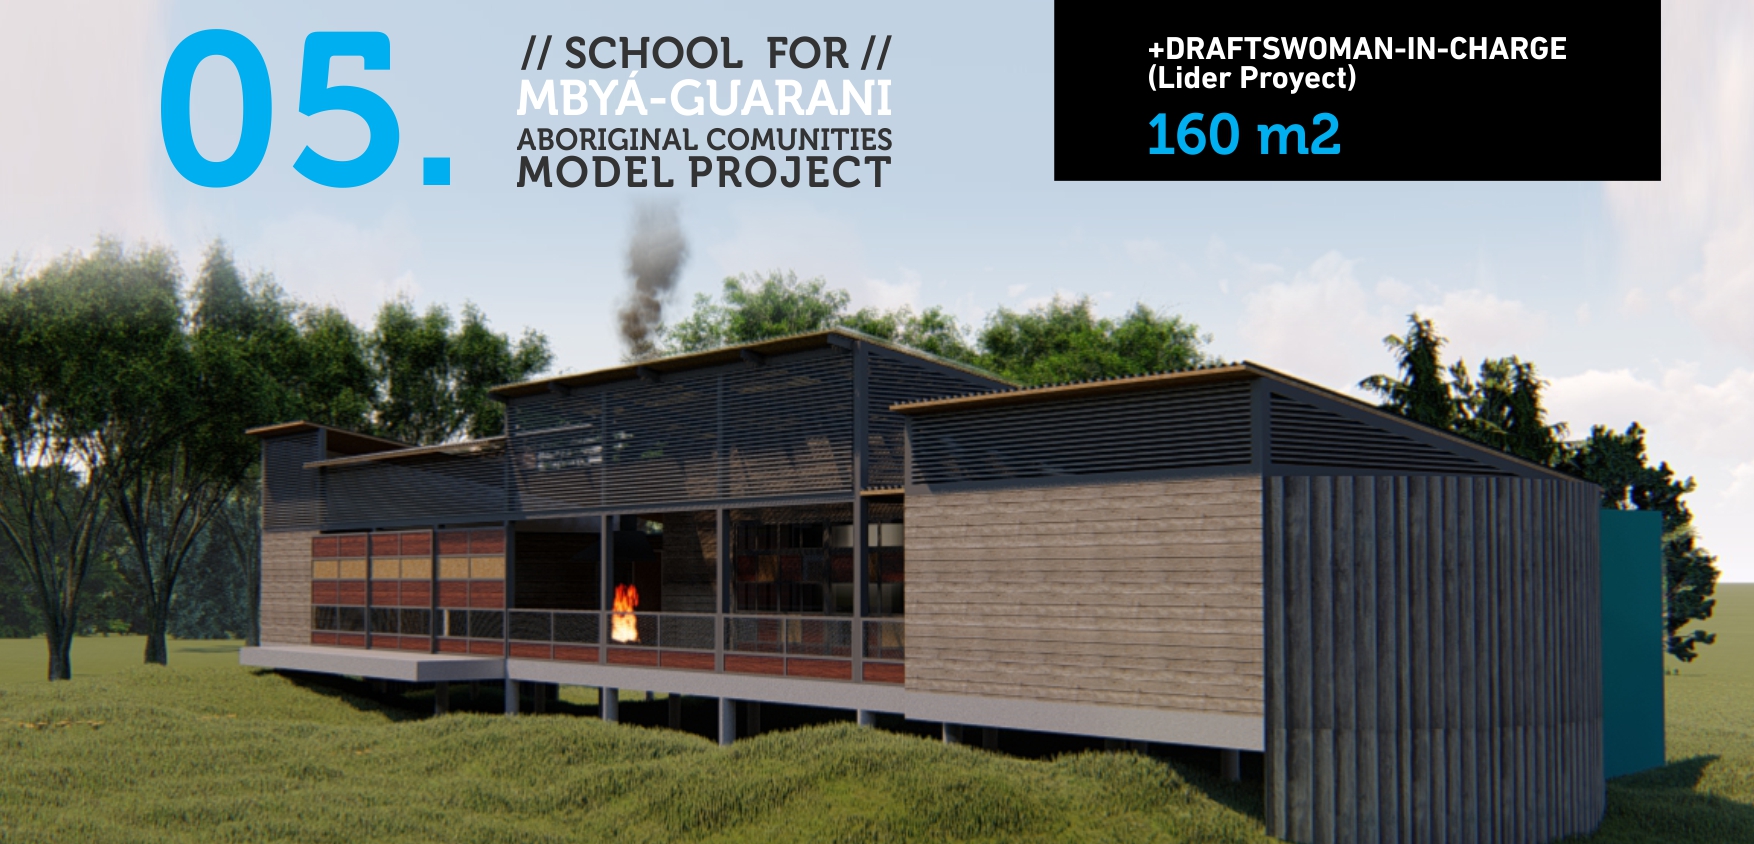 05.
// SCHOOL FOR //
MBYÁ-GUARANI
ABORIGINAL COMUNITIES
MODEL PROJECT
+DRAFTSWOMAN-IN-CHARGE
(Lider Proyect)
160 m2